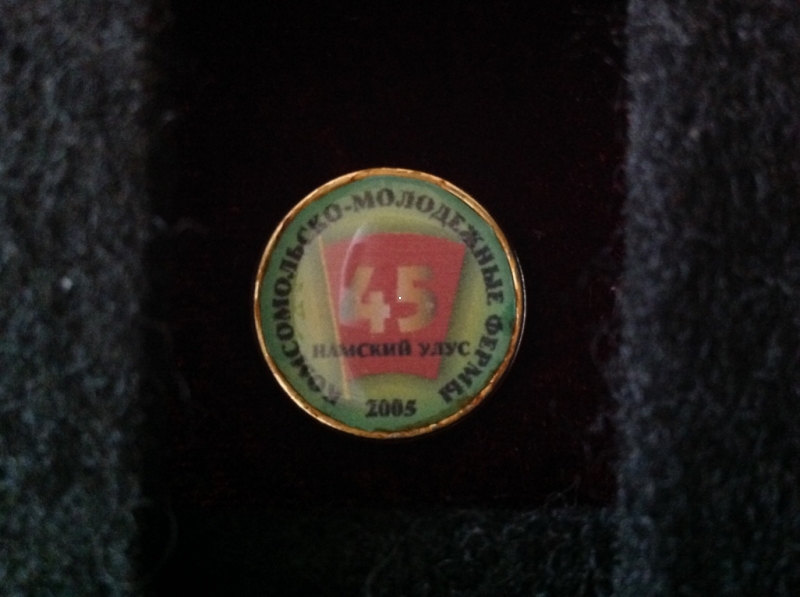 КОМСОМОЛЬСКО-МОЛОДЕЖНЫЕ ФЕРМЫ
45
НАМСКИЙ УЛУС
2005